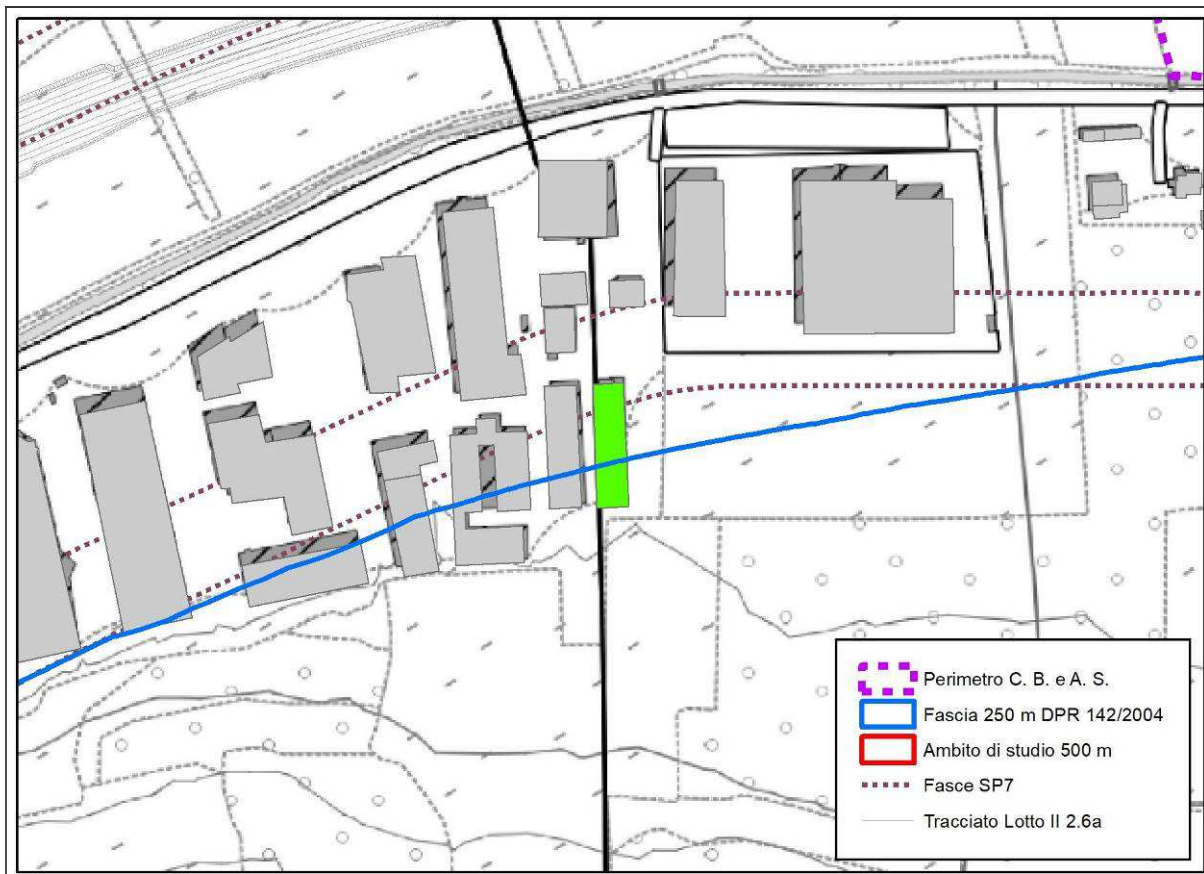 Perimetro C. B. e A. S.
Fascia 250 m DPR 142/2004
Ambito di studio 500 m
Fasce SP7
Tracciato Lotto II 2.6a